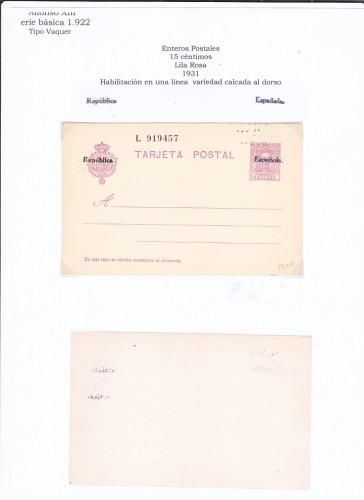 Alfonso XIII
erie básica 1.922
Tipo Vaquer
Enteros Postales
15 céntimos
Lila Rosa
1931
Habilitación en una linea variedad calcada al dorso
República Española.
L 919457
TARJETA POSTAL
República Española.
A
En este lado se escribe solamente la dirección.